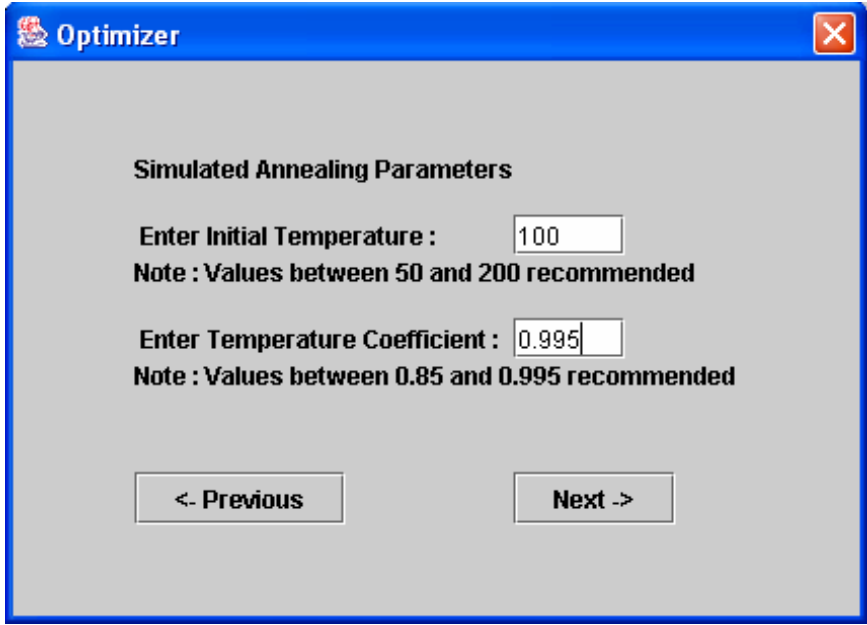 Optimizer
Simulated Annealing Parameters
Enter Initial Temperature : 100
Note : Values between 50 and 200 recommended
Enter Temperature Coefficient : 0.995
Note : Values between 0.85 and 0.995 recommended
<- Previous Next ->